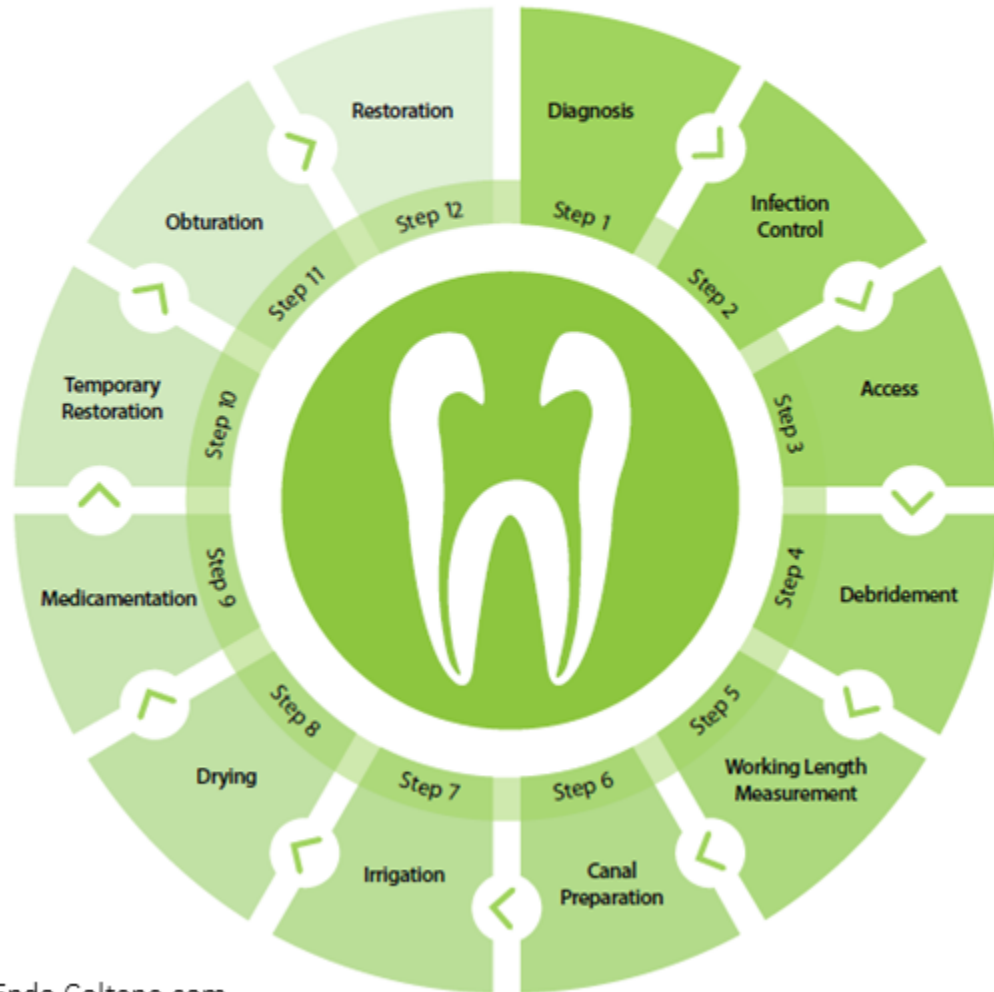 Diagnosis
Step 1
Infection
Control
Step 2
Access
Step 3
Debridement
Step 4
Working Length
Measurement
Step 5
Canal
Preparation
Step 6
Irrigation
Step 7
Drying
Step 8
Medicamentation
Step 9
Temporary
Restoration
Step 10
Obturation
Step 11
Restoration
Step 12